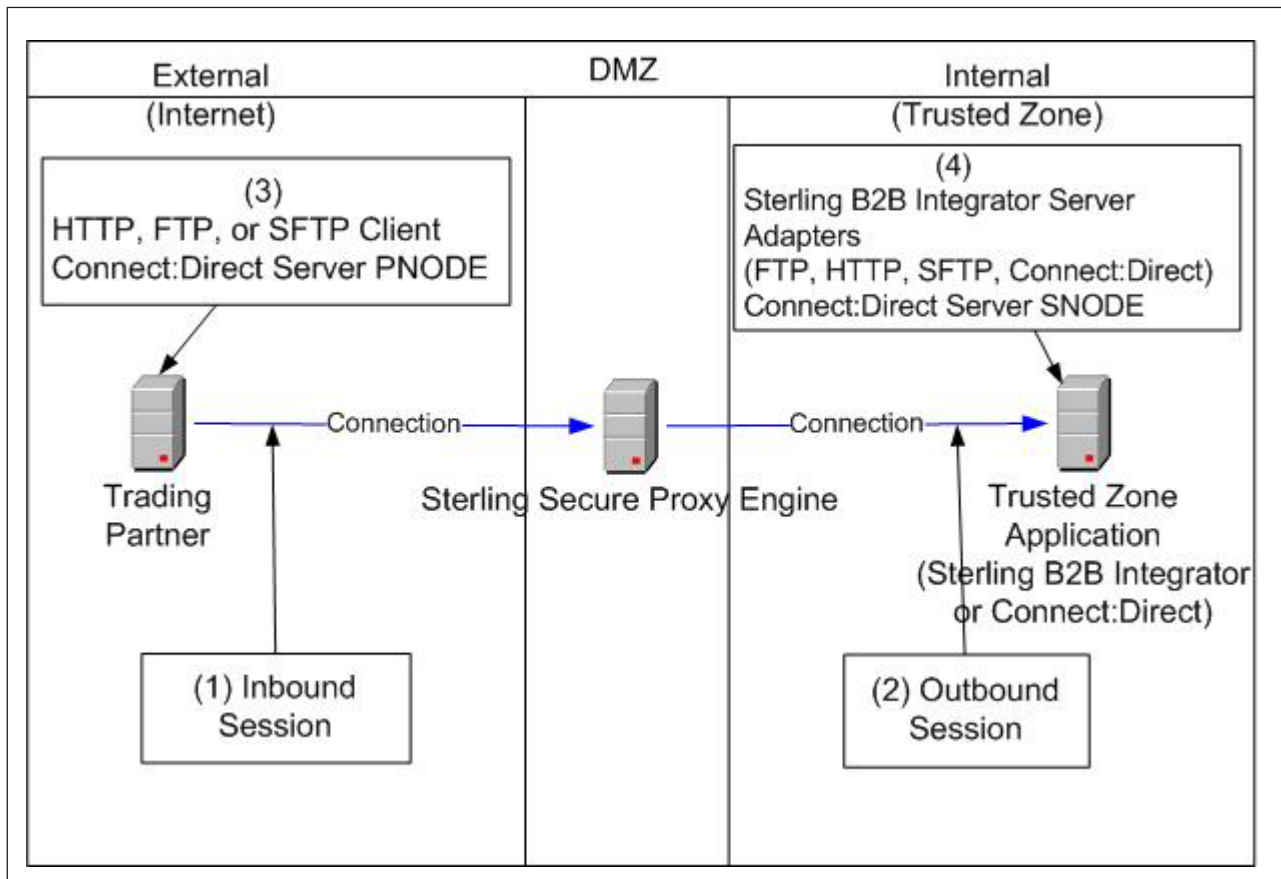 External
(Internet)
DMZ
Internal
(Trusted Zone)
(3)
HTTP, FTP, or SFTP Client
Connect:Direct Server PNODE
(4)
Sterling B2B Integrator Server
Adapters
(FTP, HTTP, SFTP, Connect:Direct)
Connect:Direct Server SNODE
Connection
Connection
Trading
Partner
Sterling Secure Proxy Engine
Trusted Zone
Application
(Sterling B2B Integrator
or Connect:Direct)
(1) Inbound
Session
(2) Outbound
Session